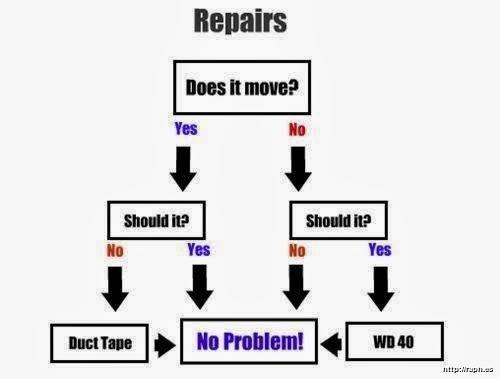 Repairs
Does it move?
Yes
No
Should it?
Should it?
No
Yes
No
Yes
Duct Tape
No Problem!
WD 40
http://rapn.es